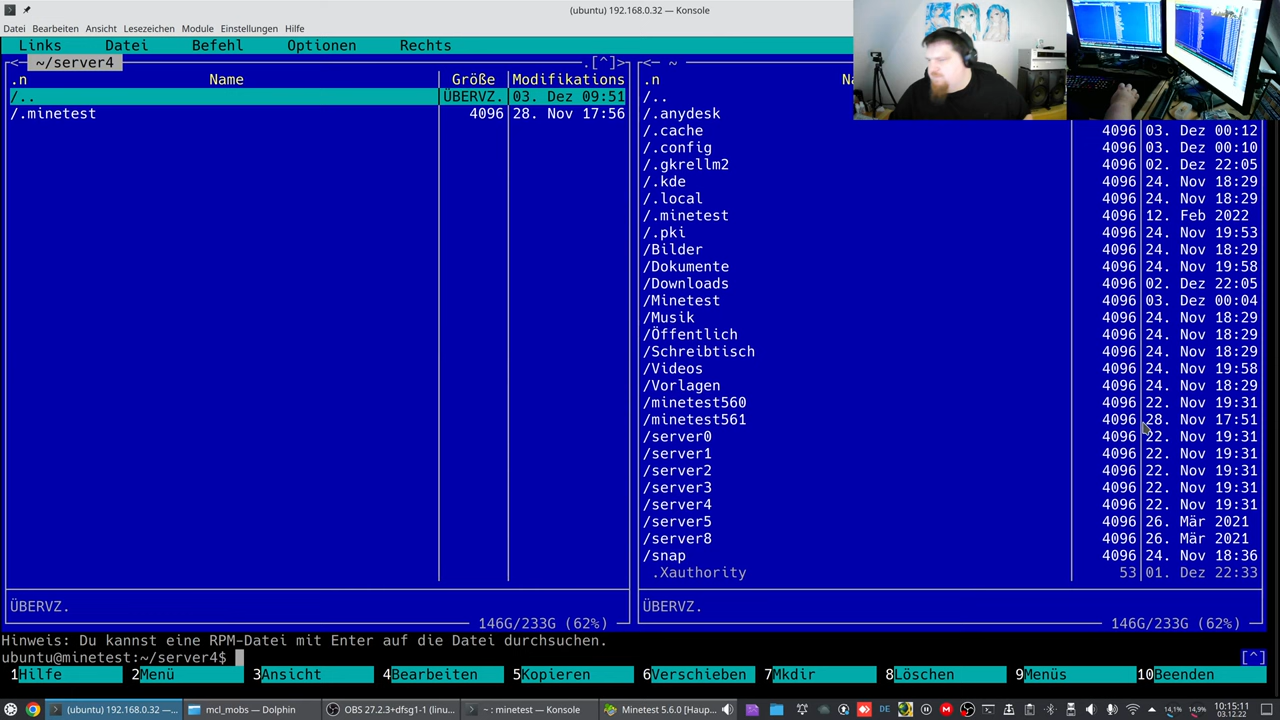 (ubuntu) 192.168.0.32 — Konsole
Datei Bearbeiten Ansicht Lesezeichen Module Einstellungen Hilfe
Links Datei Befehl Optionen Rechts
<─ ~/server4 .[^]>
.n Name Größe Modifikations
/.. ÜBERVZ. 03. Dez 09:51
/.minetest 4096 28. Nov 17:56
ÜBERVZ.
146G/233G (62%)
<─ ~
.n
/..
/.anydesk
/.cache 4096 03. Dez 00:12
/.config 4096 03. Dez 00:10
/.gkrellm2 4096 02. Dez 22:05
/.kde 4096 24. Nov 18:29
/.local 4096 24. Nov 18:29
/.minetest 4096 12. Feb 2022
/.pki 4096 24. Nov 19:53
/Bilder 4096 24. Nov 18:29
/Dokumente 4096 24. Nov 19:58
/Downloads 4096 02. Dez 22:05
/Minetest 4096 03. Dez 00:04
/Musik 4096 24. Nov 18:29
/Öffentlich 4096 24. Nov 18:29
/Schreibtisch 4096 24. Nov 18:29
/Videos 4096 24. Nov 19:58
/Vorlagen 4096 24. Nov 18:29
/minetest560 4096 22. Nov 19:31
/minetest561 4096 28. Nov 17:51
/server0 4096 22. Nov 19:31
/server1 4096 22. Nov 19:31
/server2 4096 22. Nov 19:31
/server3 4096 22. Nov 19:31
/server4 4096 22. Nov 19:31
/server5 4096 26. Mär 2021
/server8 4096 26. Mär 2021
/snap 4096 24. Nov 18:36
.Xauthority 53 01. Dez 22:33
ÜBERVZ.
146G/233G (62%)
Hinweis: Du kannst eine RPM-Datei mit Enter auf die Datei durchsuchen.
ubuntu@minetest:~/server4$ [^]
1Hilfe 2Menü 3Ansicht 4Bearbeiten 5Kopieren 6Verschieben 7Mkdir 8Löschen 9Menüs 10Beenden
(ubuntu) 192.168.0.32 —... mcl_mobs — Dolphin OBS 27.2.3+dfsg1-1 (linu... ~ : minetest — Konsole Minetest 5.6.0 [Haup... DE 14,1% 14,9% 10:15:11
03.12.22